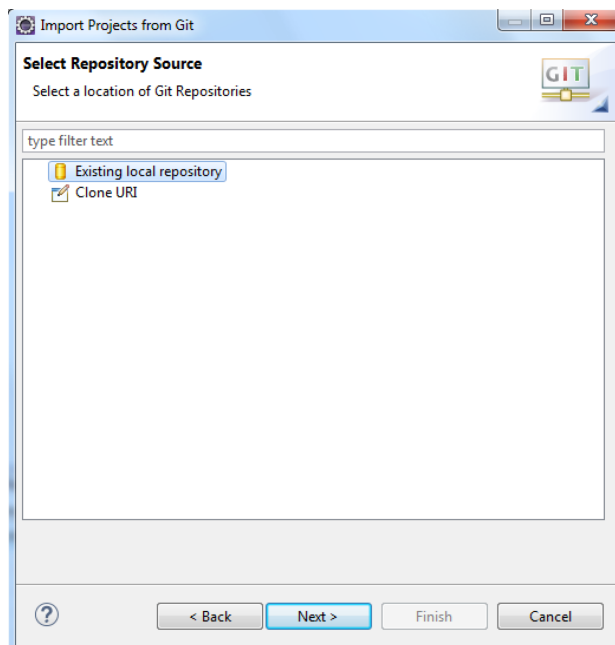 Import Projects from Git
Select Repository Source
Select a location of Git Repositories
GIT
type filter text
Existing local repository
Clone URI
?
< Back
Next >
Finish
Cancel